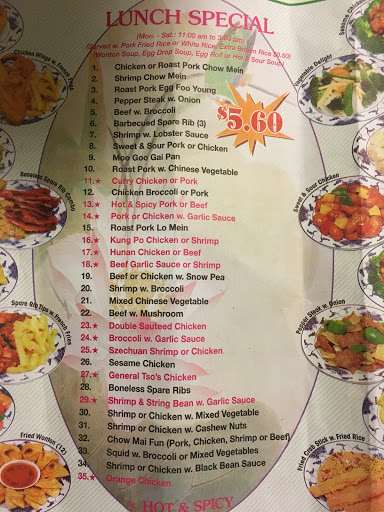 LUNCH SPECIAL
(Mon. - Sat.: 11:00 am to 3:00 pm)
(Served w. Pork Fried Rice or White Rice, Extra Brown Rice $0.50)
(Wonton Soup, Egg Drop Soup, Egg Roll or Hot & Sour Soup)
$5.60
1. Chicken or Roast Pork Chow Mein
2. Shrimp Chow Mein
3. Roast Pork Egg Foo Young
4. Pepper Steak w. Onion
5. Beef w. Broccoli
6. Barbecued Spare Rib (3)
7. Shrimp w. Lobster Sauce
8. Sweet & Sour Pork or Chicken
9. Moo Goo Gai Pan
10. Roast Pork w. Chinese Vegetable
11.★ Curry Chicken or Pork
12. Chicken Broccoli or Pork
13.★ Hot & Spicy Pork or Beef
14.★ Pork or Chicken w. Garlic Sauce
15. Roast Pork Lo Mein
16.★ Kung Po Chicken or Shrimp
17.★ Hunan Chicken or Beef
18.★ Beef Garlic Sauce or Shrimp
19. Beef or Chicken w. Snow Pea
20. Shrimp w. Broccoli
21. Mixed Chinese Vegetable
22. Beef w. Mushroom
23.★ Double Sauteed Chicken
24.★ Broccoli w. Garlic Sauce
25.★ Szechuan Shrimp or Chicken
26. Sesame Chicken
27.★ General Tso's Chicken
28. Boneless Spare Ribs
29.★ Shrimp & String Bean w. Garlic Sauce
30. Shrimp or Chicken w. Mixed Vegetable
31. Shrimp or Chicken w. Cashew Nuts
32. Chow Mai Fun (Pork, Chicken, Shrimp or Beef)
33. Squid w. Broccoli or Mixed Vegetables
34. Shrimp or Chicken w. Black Bean Sauce
35.★ Orange Chicken
★ HOT & SPICY
Chicken Wings w. French Fries
Boneless Spare Rib
Spare Rib Tips w. French Fries
Fried Wonton (12)
Sesame Chicken
Vegetable Delight
Sweet & Sour Chicken
Pepper Steak w. Onion
Fried Crab Stick w. Fried Rice